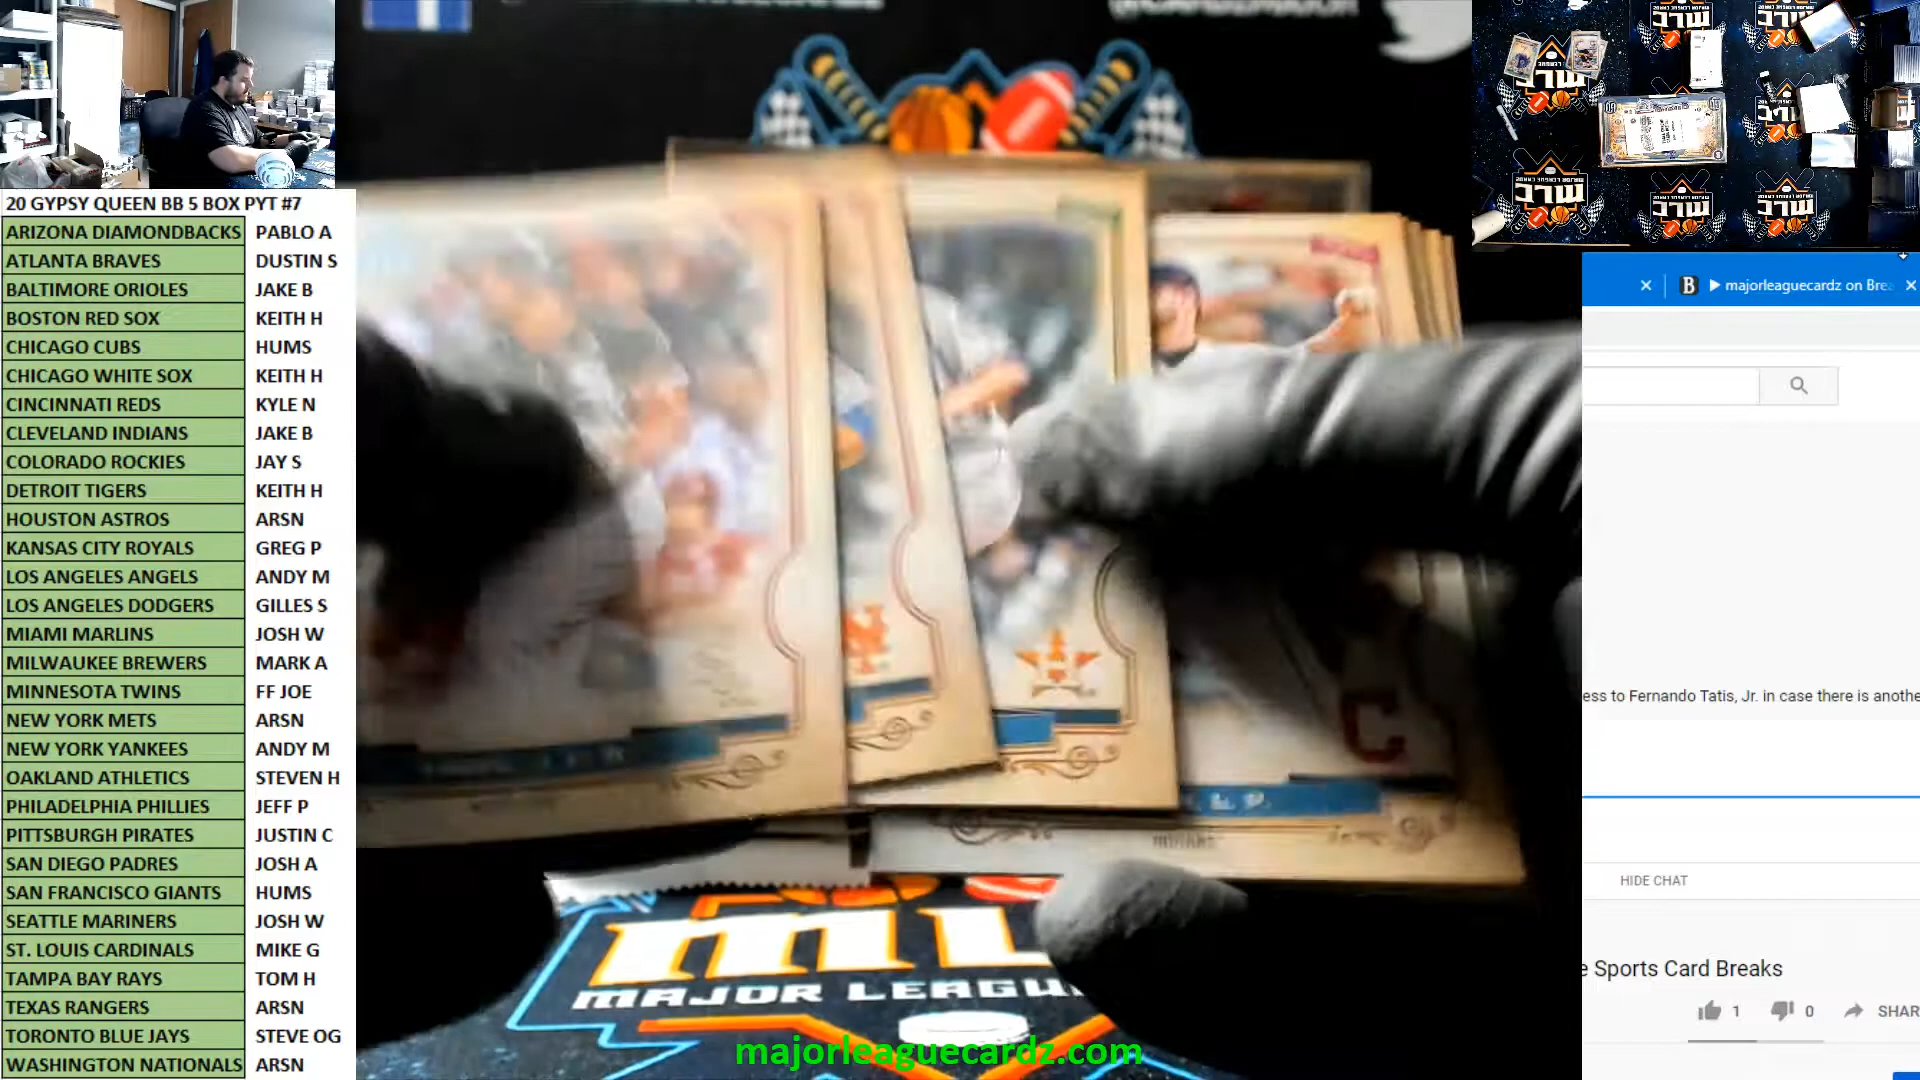 20 GYPSY QUEEN BB 5 BOX PYT #7
ARIZONA DIAMONDBACKS PABLO A
ATLANTA BRAVES DUSTIN S
BALTIMORE ORIOLES JAKE B
BOSTON RED SOX KEITH H
CHICAGO CUBS HUMS
CHICAGO WHITE SOX KEITH H
CINCINNATI REDS KYLE N
CLEVELAND INDIANS JAKE B
COLORADO ROCKIES JAY S
DETROIT TIGERS KEITH H
HOUSTON ASTROS ARSN
KANSAS CITY ROYALS GREG P
LOS ANGELES ANGELS ANDY M
LOS ANGELES DODGERS GILLES S
MIAMI MARLINS JOSH W
MILWAUKEE BREWERS MARK A
MINNESOTA TWINS FF JOE
NEW YORK METS ARSN
NEW YORK YANKEES ANDY M
OAKLAND ATHLETICS STEVEN H
PHILADELPHIA PHILLIES JEFF P
PITTSBURGH PIRATES JUSTIN C
SAN DIEGO PADRES JOSH A
SAN FRANCISCO GIANTS HUMS
SEATTLE MARINERS JOSH W
ST. LOUIS CARDINALS MIKE G
TAMPA BAY RAYS TOM H
TEXAS RANGERS ARSN
TORONTO BLUE JAYS STEVE OG
WASHINGTON NATIONALS ARSN
C
INDIANS
ML
MAJOR LEAGU
majorleaguecardz.com
B majorleaguecardz on Brea
ess to Fernando Tatis, Jr. in case there is anothe
HIDE CHAT
e Sports Card Breaks
1 0 SHAR